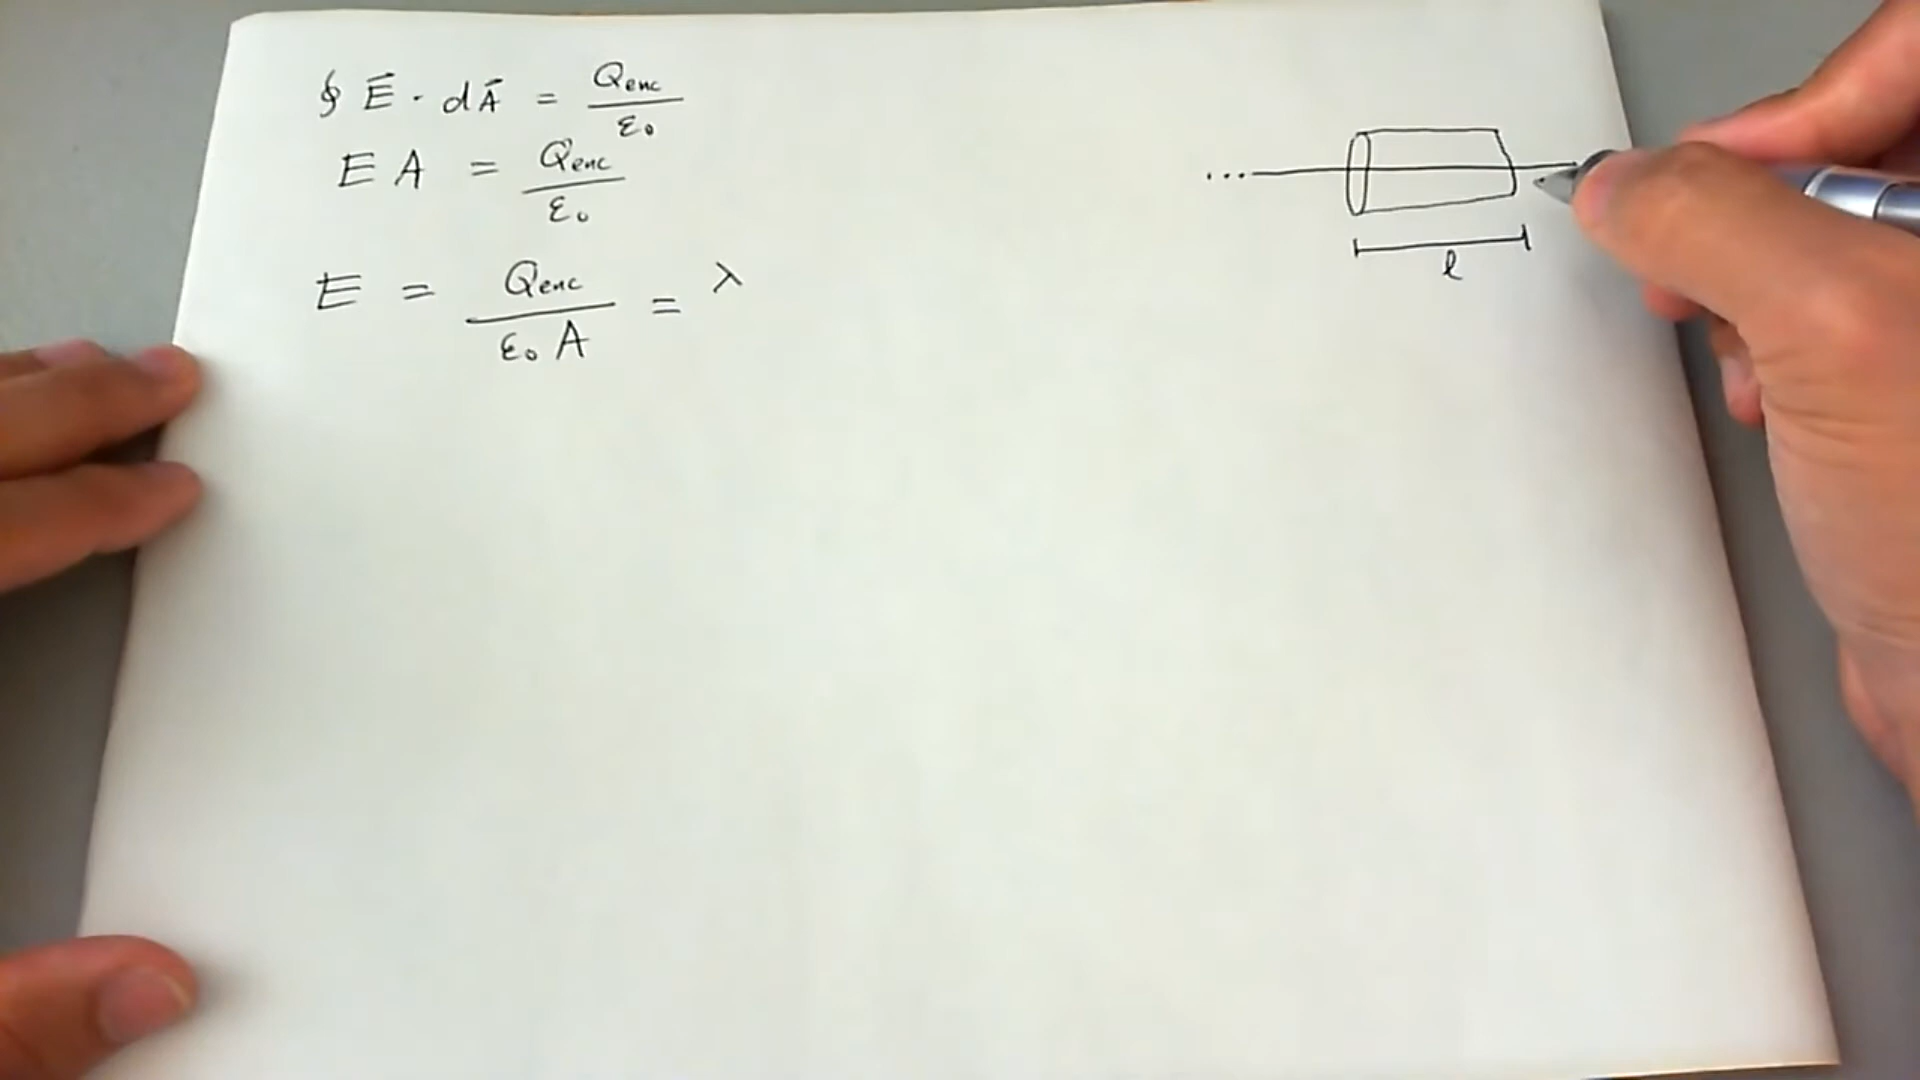 ∮ E⃗ · dA⃗ = Qenc / ε₀
E A = Qenc / ε₀
E = Qenc / ε₀ A = λ
...
ℓ